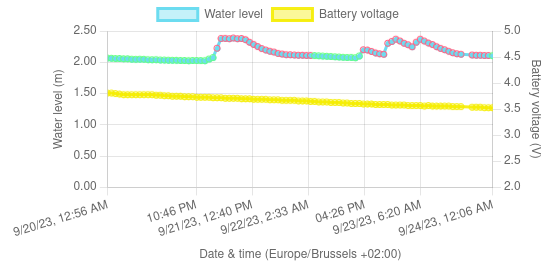 Water level
Battery voltage
2.50
2.00
1.50
1.00
0.50
0.00
Water level (m)
5.0
4.5
4.0
3.5
3.0
2.5
2.0
Battery voltage (V)
9/20/23, 12:56 AM
10:46 PM
9/21/23, 12:40 PM
9/22/23, 2:33 AM
04:26 PM
9/23/23, 6:20 AM
9/24/23, 12:06 AM
Date & time (Europe/Brussels +02:00)